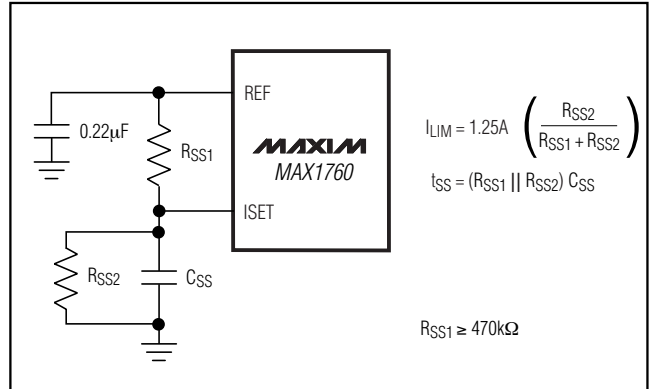 REF
0.22µF
RSS1
MAXIM
MAX1760
ISET
RSS2
CSS
ILIM = 1.25A ( RSS2 / RSS1 + RSS2 )
tSS = (RSS1 || RSS2) CSS
RSS1 ≥ 470kΩ